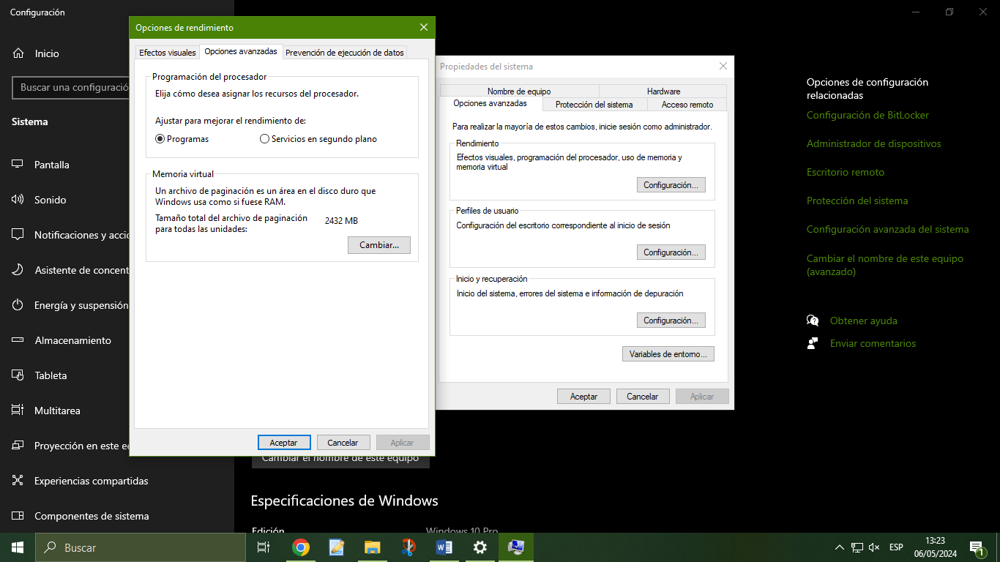 Configuración
Inicio
Buscar una configuració
Sistema
Pantalla
Sonido
Notificaciones y acci
Asistente de concent
Energía y suspensión
Almacenamiento
Tableta
Multitarea
Proyección en este e
Experiencias compartidas
Componentes de sistema
Opciones de rendimiento
Efectos visuales
Opciones avanzadas
Prevención de ejecución de datos
Programación del procesador
Elija cómo desea asignar los recursos del procesador.
Ajustar para mejorar el rendimiento de:
Programas
Servicios en segundo plano
Memoria virtual
Un archivo de paginación es un área en el disco duro que
Windows usa como si fuese RAM.
Tamaño total del archivo de paginación
para todas las unidades:
2432 MB
Cambiar...
Aceptar
Cancelar
Aplicar
Propiedades del sistema
Nombre de equipo
Hardware
Opciones avanzadas
Protección del sistema
Acceso remoto
Para realizar la mayoría de estos cambios, inicie sesión como administrador.
Rendimiento
Efectos visuales, programación del procesador, uso de memoria y
memoria virtual
Configuración...
Perfiles de usuario
Configuración del escritorio correspondiente al inicio de sesión
Configuración...
Inicio y recuperación
Inicio del sistema, errores del sistema e información de depuración
Configuración...
Variables de entorno...
Aceptar
Cancelar
Aplicar
Cambiar el nombre de este equipo
Especificaciones de Windows
Edición
Windows 10 Pro
Opciones de configuración
relacionadas
Configuración de BitLocker
Administrador de dispositivos
Escritorio remoto
Protección del sistema
Configuración avanzada del sistema
Cambiar el nombre de este equipo
(avanzado)
Obtener ayuda
Enviar comentarios
Buscar
ESP
13:23
06/05/2024
1